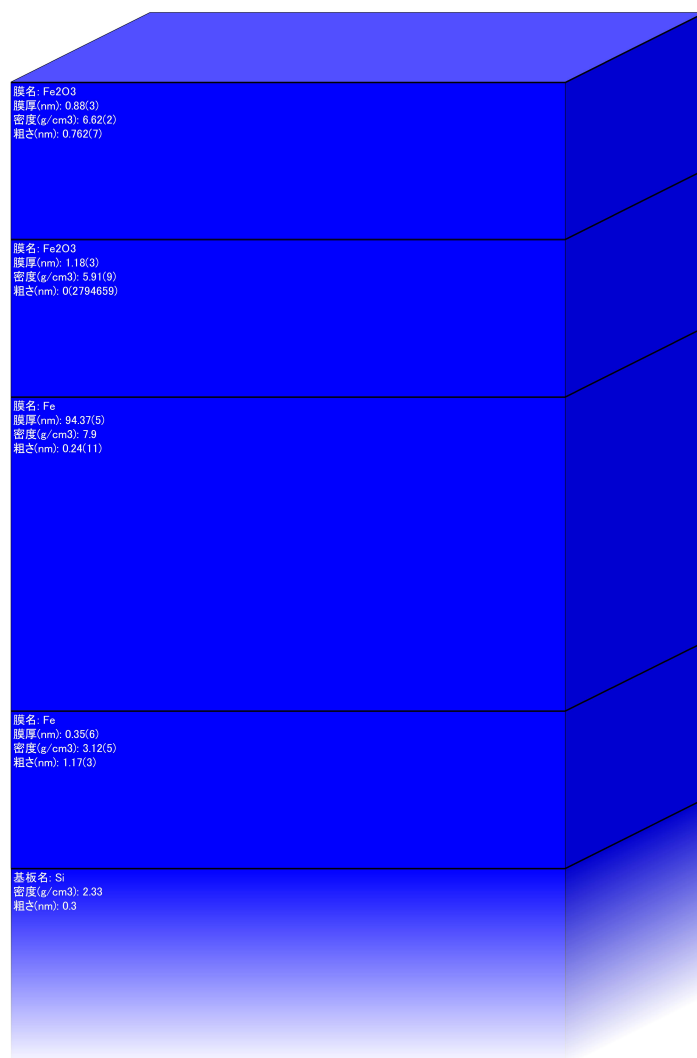 膜名: Fe2O3
膜厚(nm): 0.88(3)
密度(g/cm3): 6.62(2)
粗さ(nm): 0.762(7)
膜名: Fe2O3
膜厚(nm): 1.18(3)
密度(g/cm3): 5.91(9)
粗さ(nm): 0(2794659)
膜名: Fe
膜厚(nm): 94.37(5)
密度(g/cm3): 7.9
粗さ(nm): 0.24(11)
膜名: Fe
膜厚(nm): 0.35(6)
密度(g/cm3): 3.12(5)
粗さ(nm): 1.17(3)
基板名: Si
密度(g/cm3): 2.33
粗さ(nm): 0.3